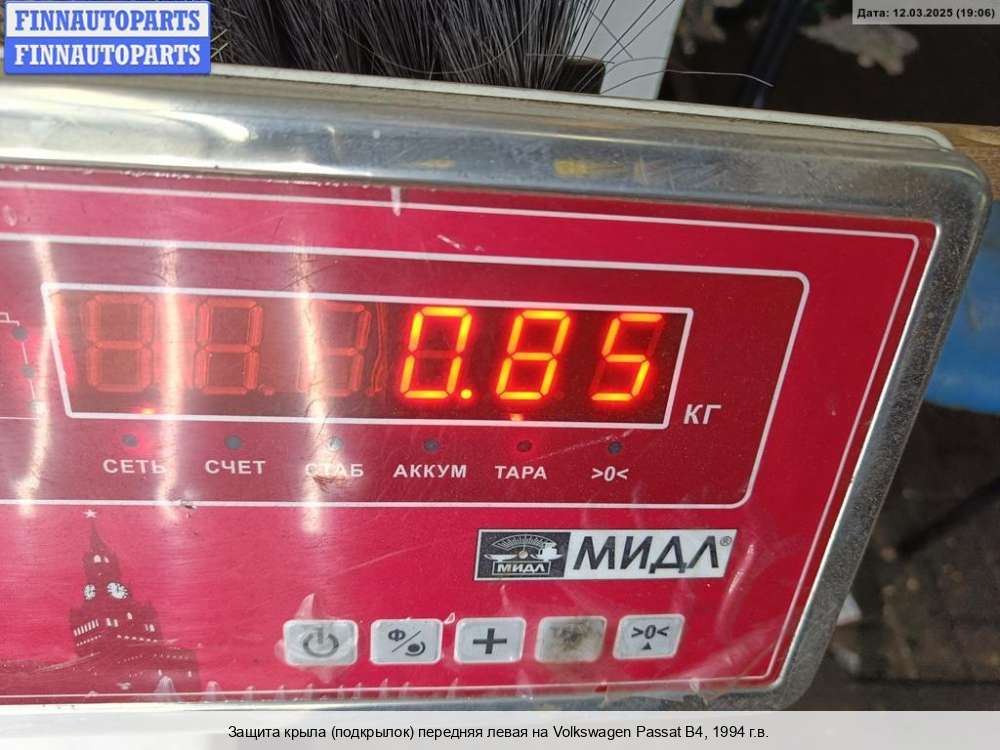 FINNAUTOPARTS
FINNAUTOPARTS
Дата: 12.03.2025 (19:06)
0.85
КГ
СЕТЬ СЧЕТ СТАБ АККУМ ТАРА >0<
МИДЛ МИДЛ®
Ф/ + >0<
Защита крыла (подкрылок) передняя левая на Volkswagen Passat B4, 1994 г.в.